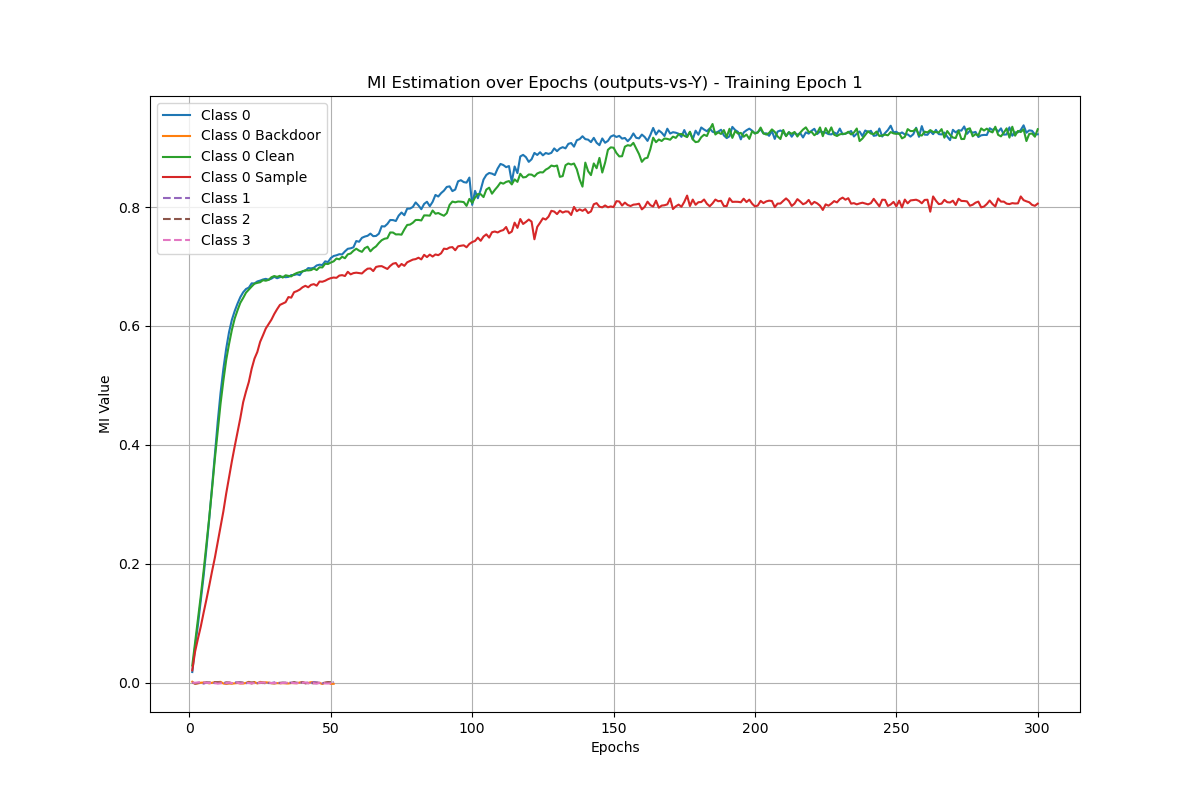 MI Estimation over Epochs (outputs-vs-Y) - Training Epoch 1
Class 0
Class 0 Backdoor
Class 0 Clean
Class 0 Sample
Class 1
Class 2
Class 3
MI Value
0.8
0.6
0.4
0.2
0.0
0 50 100 150 200 250 300
Epochs